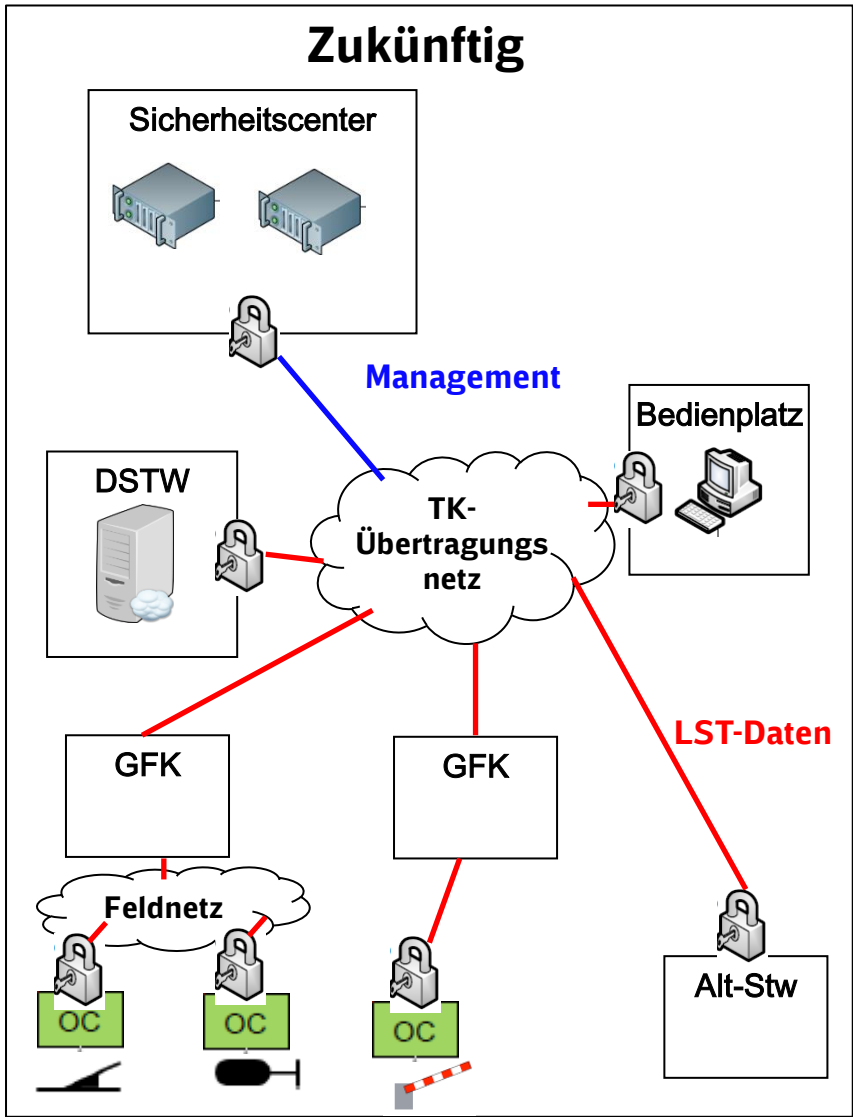 Zukünftig
Sicherheitscenter
Management
Bedienplatz
DSTW
TK-
Übertragungs
netz
LST-Daten
GFK
GFK
Feldnetz
Alt-Stw
OC
OC
OC